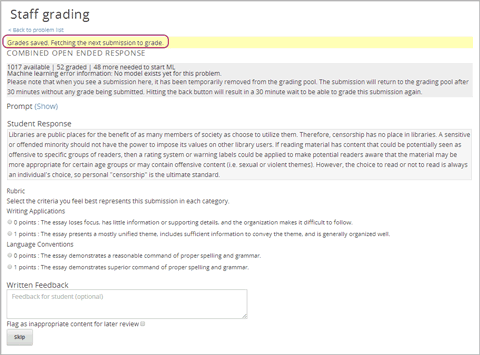 Staff grading
« Back to problem list
Grades saved. Fetching the next submission to grade.
COMBINED OPEN ENDED RESPONSE
1017 available | 52 graded | 48 more needed to start ML
Machine learning error information: No model exists yet for this problem.
Please note that when you see a submission here, it has been temporarily removed from the grading pool. The submission will return to the grading pool after
30 minutes without any grade being submitted. Hitting the back button will result in a 30 minute wait to be able to grade this submission again.
Prompt (Show)
Student Response
Libraries are public places for the benefit of as many members of society as choose to utilize them. Therefore, censorship has no place in libraries. A sensitive
or offended minority should not have the power to impose its values on other library users. If reading material has content that could be potentially seen as
offensive to specific groups of readers, then a rating system or warning labels could be applied to make potential readers aware that the material may be
more appropriate for certain age groups or may contain offensive content (i.e. sexual or violent themes). However, the choice to read or not to read is always
an individual's choice, so personal "censorship" is the ultimate standard.
Rubric
Select the criteria you feel best represents this submission in each category.
Writing Applications
0 points : The essay loses focus, has little information or supporting details, and the organization makes it difficult to follow.
1 points : The essay presents a mostly unified theme, includes sufficient information to convey the theme, and is generally organized well.
Language Conventions
0 points : The essay demonstrates a reasonable command of proper spelling and grammar.
1 points : The essay demonstrates superior command of proper spelling and grammar.
Written Feedback
Feedback for student (optional)
Flag as inappropriate content for later review
Skip